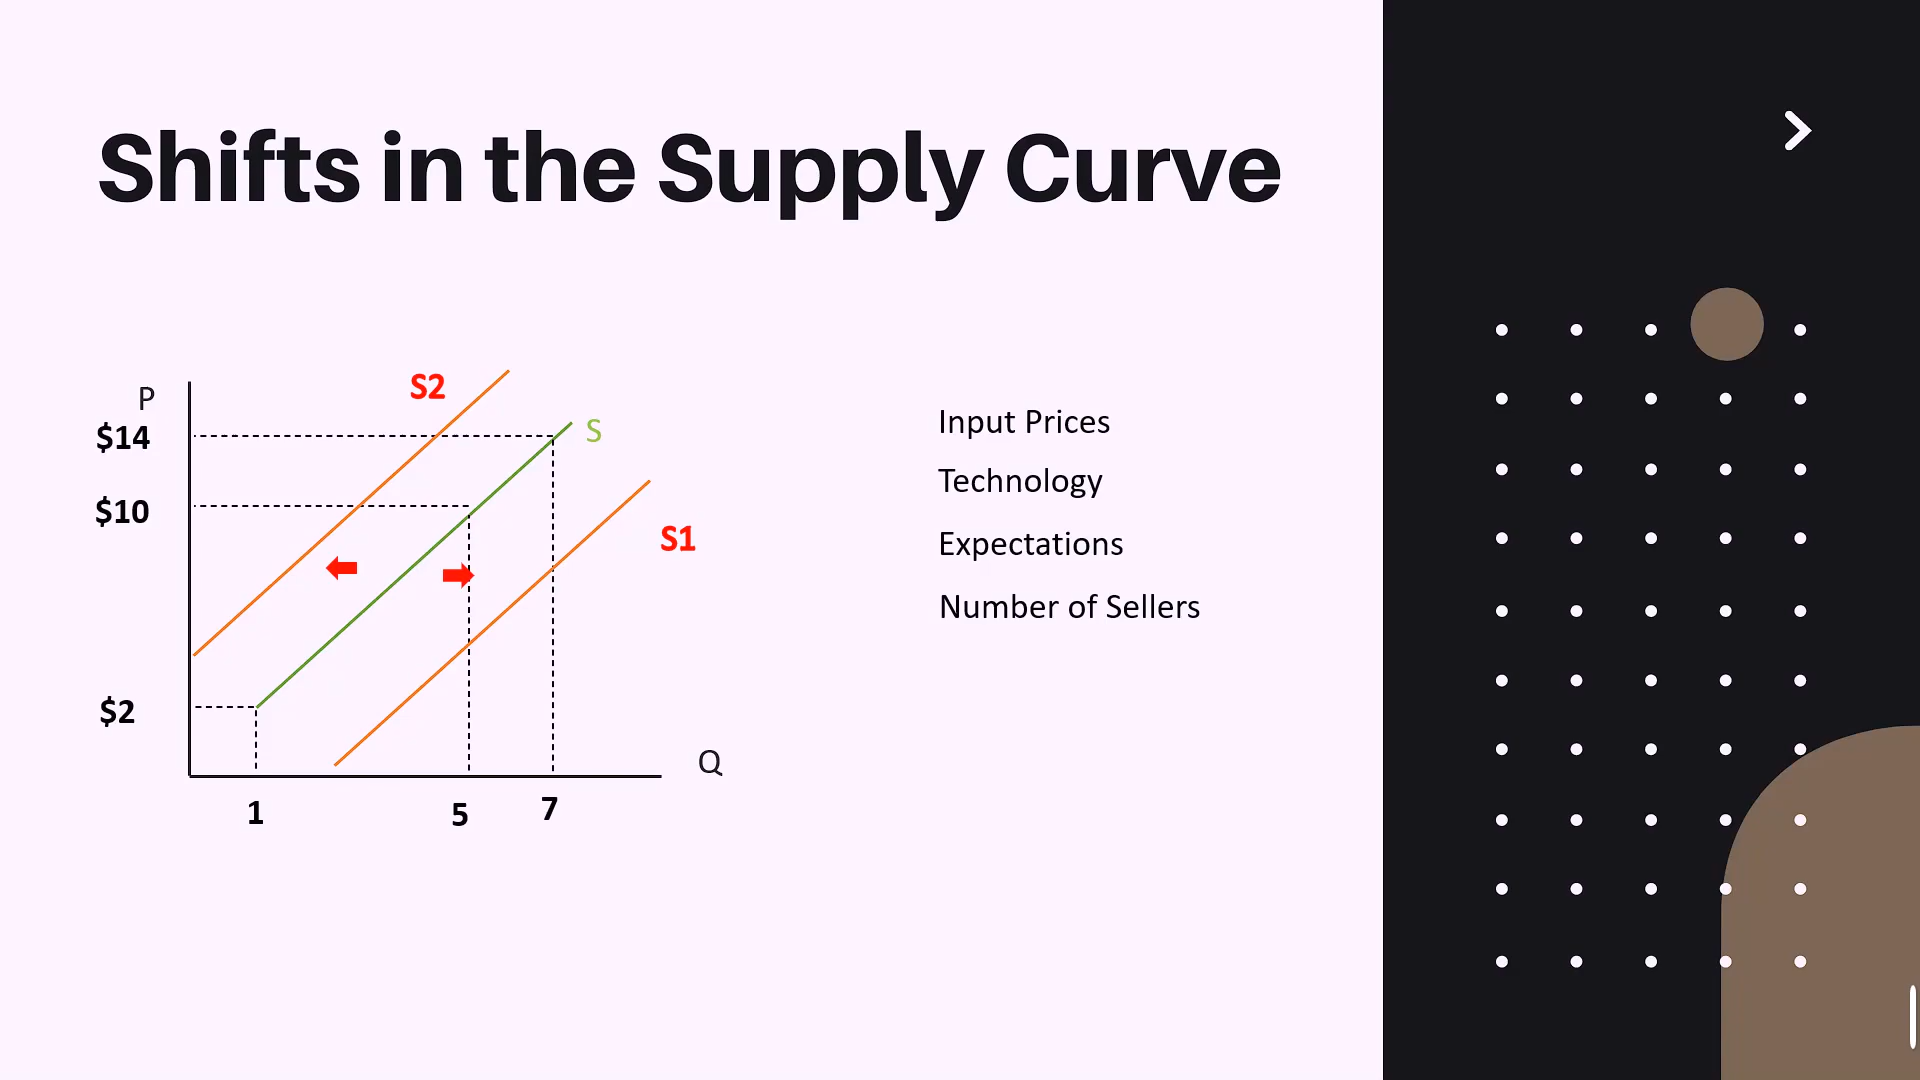 Shifts in the Supply Curve
P
$14
$10
$2
S2
S
S1
Q
1
5
7
Input Prices
Technology
Expectations
Number of Sellers